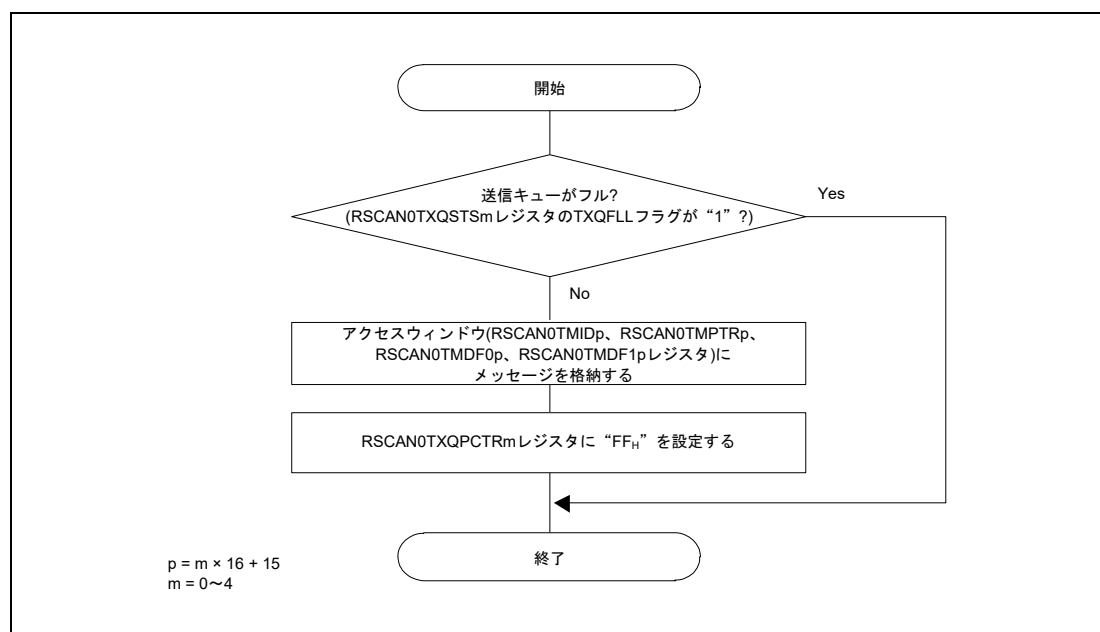 開始
送信キューがフル?
(RSCAN0TXQSTSmレジスタのTXQFLLフラグが“1”?)
Yes
No
アクセスウィンドウ(RSCAN0TMIDp、RSCAN0TMPTRp、
RSCAN0TMDF0p、RSCAN0TMDF1pレジスタ)に
メッセージを格納する
RSCAN0TXQPCTRmレジスタに“FFH”を設定する
終了
p = m × 16 + 15
m = 0～4